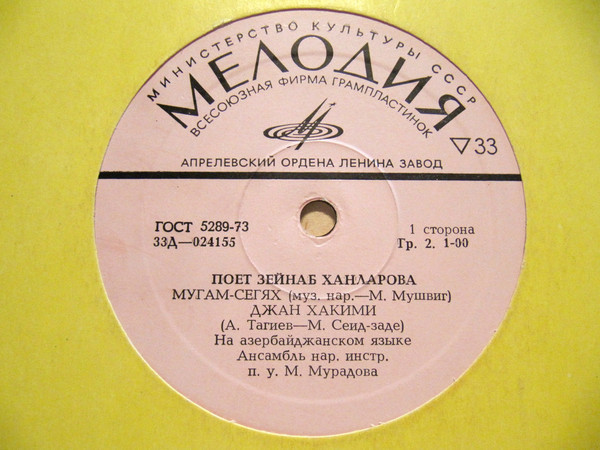 МИНИСТЕРСТВО КУЛЬТУРЫ СССР
МЕЛОДИЯ
ВСЕСОЮЗНАЯ ФИРМА ГРАМПЛАСТИНОК
▽33
АПРЕЛЕВСКИЙ ОРДЕНА ЛЕНИНА ЗАВОД
ГОСТ 5289-73
33Д—024155
1 сторона
Гр. 2. 1-00
ПОЕТ ЗЕЙНАБ ХАНЛАРОВА
МУГАМ-СЕГЯХ (муз. нар.—М. Мушвиг)
ДЖАН ХАКИМИ
(А. Тагиев—М. Сеид-заде)
На азербайджанском языке
Ансамбль нар. инстр.
п. у. М. Мурадова